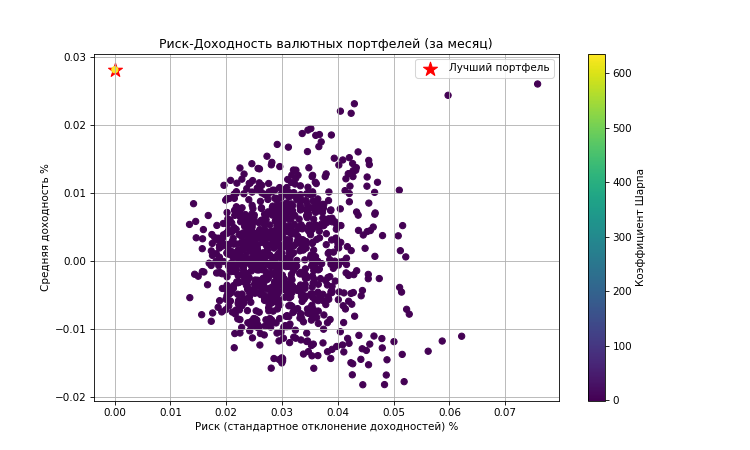 Риск-Доходность валютных портфелей (за месяц)
Лучший портфель
Средняя доходность %
0.03
0.02
0.01
0.00
−0.01
−0.02
0.00 0.01 0.02 0.03 0.04 0.05 0.06 0.07
Риск (стандартное отклонение доходностей) %
600
500
400
300
200
100
0
Коэффициент Шарпа